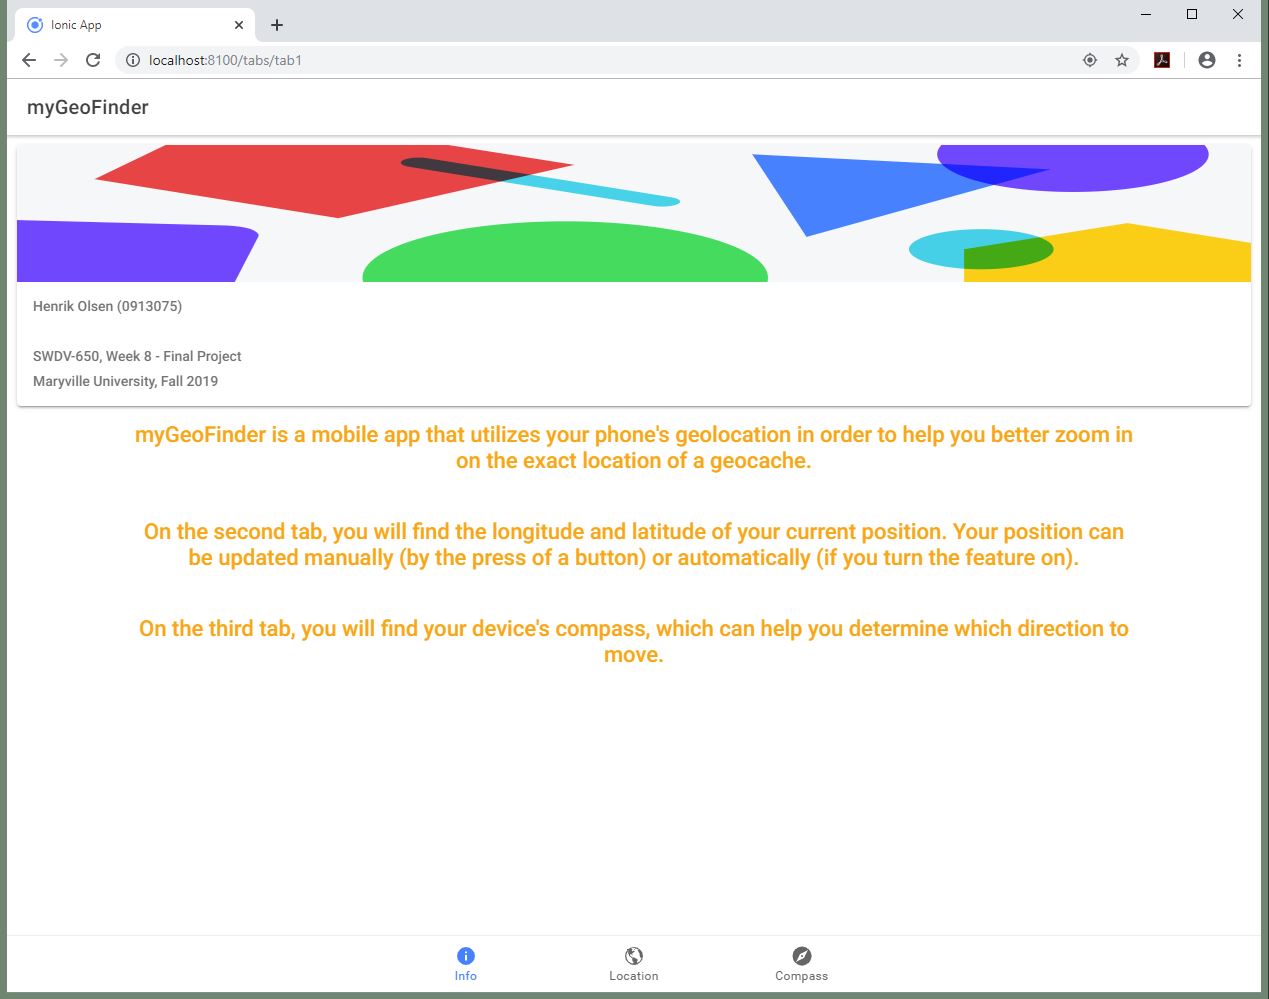 Ionic App
localhost:8100/tabs/tab1
myGeoFinder
Henrik Olsen (0913075)
SWDV-650, Week 8 - Final Project
Maryville University, Fall 2019
myGeoFinder is a mobile app that utilizes your phone's geolocation in order to help you better zoom in
on the exact location of a geocache.
On the second tab, you will find the longitude and latitude of your current position. Your position can
be updated manually (by the press of a button) or automatically (if you turn the feature on).
On the third tab, you will find your device's compass, which can help you determine which direction to
move.
Info
Location
Compass